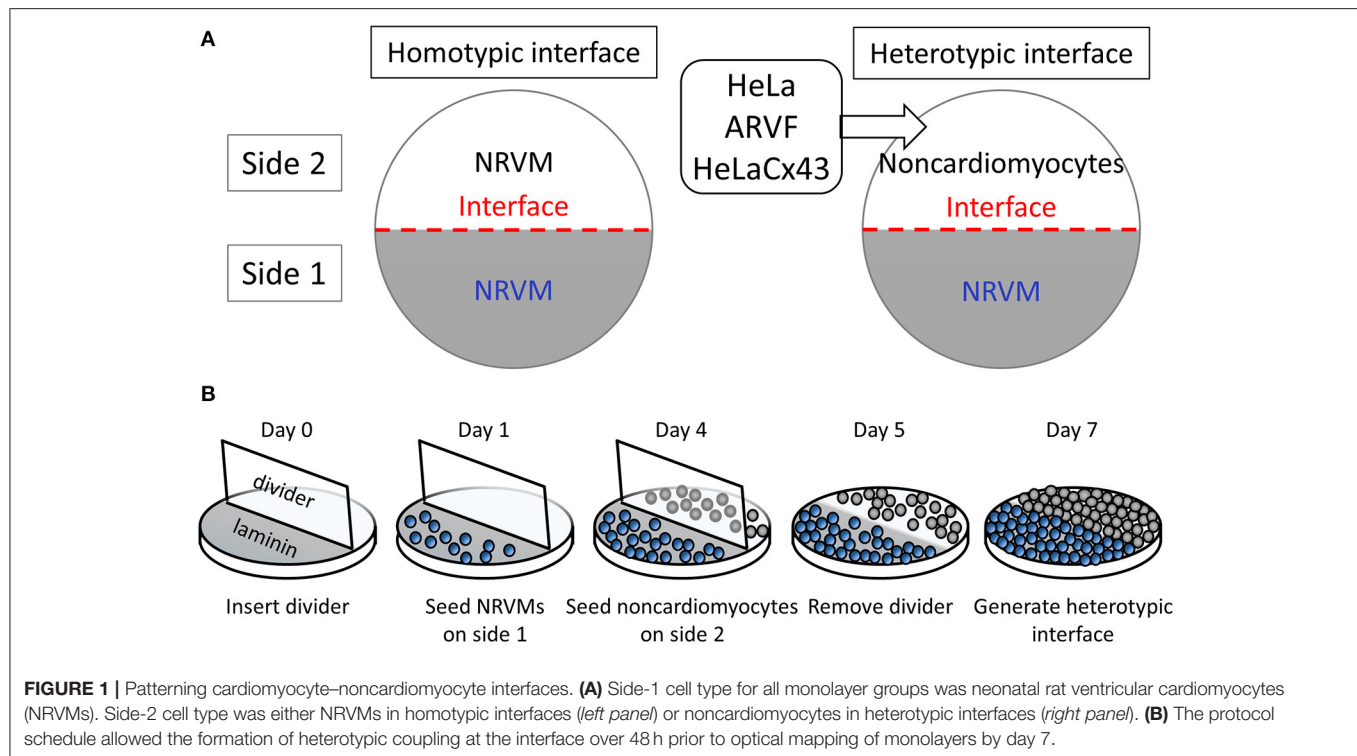 A
Homotypic interface
Heterotypic interface
HeLa
ARVF
HeLaCx43
Side 2
NRVM
Noncardiomyocytes
Interface
Interface
Side 1
NRVM
NRVM
B
Day 0
Day 1
Day 4
Day 5
Day 7
divider
laminin
Insert divider
Seed NRVMs
on side 1
Seed noncardiomyocytes
on side 2
Remove divider
Generate heterotypic
interface
FIGURE 1 | Patterning cardiomyocyte–noncardiomyocyte interfaces. (A) Side-1 cell type for all monolayer groups was neonatal rat ventricular cardiomyocytes
(NRVMs). Side-2 cell type was either NRVMs in homotypic interfaces (left panel) or noncardiomyocytes in heterotypic interfaces (right panel). (B) The protocol
schedule allowed the formation of heterotypic coupling at the interface over 48 h prior to optical mapping of monolayers by day 7.